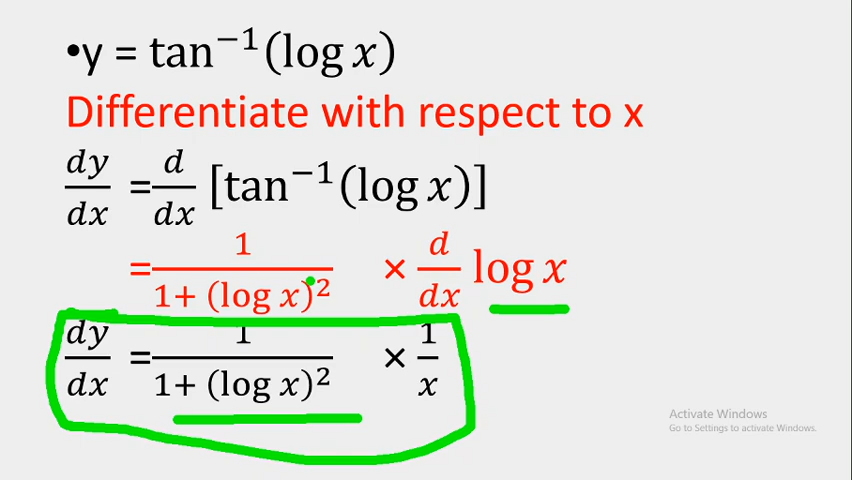 •y = tan⁻¹(log x)
Differentiate with respect to x
dy/dx = d/dx [tan⁻¹(log x)]
= 1/(1+ (log x)²) × d/dx log x
dy/dx = 1/(1+ (log x)²) × 1/x
Activate Windows
Go to Settings to activate Windows.